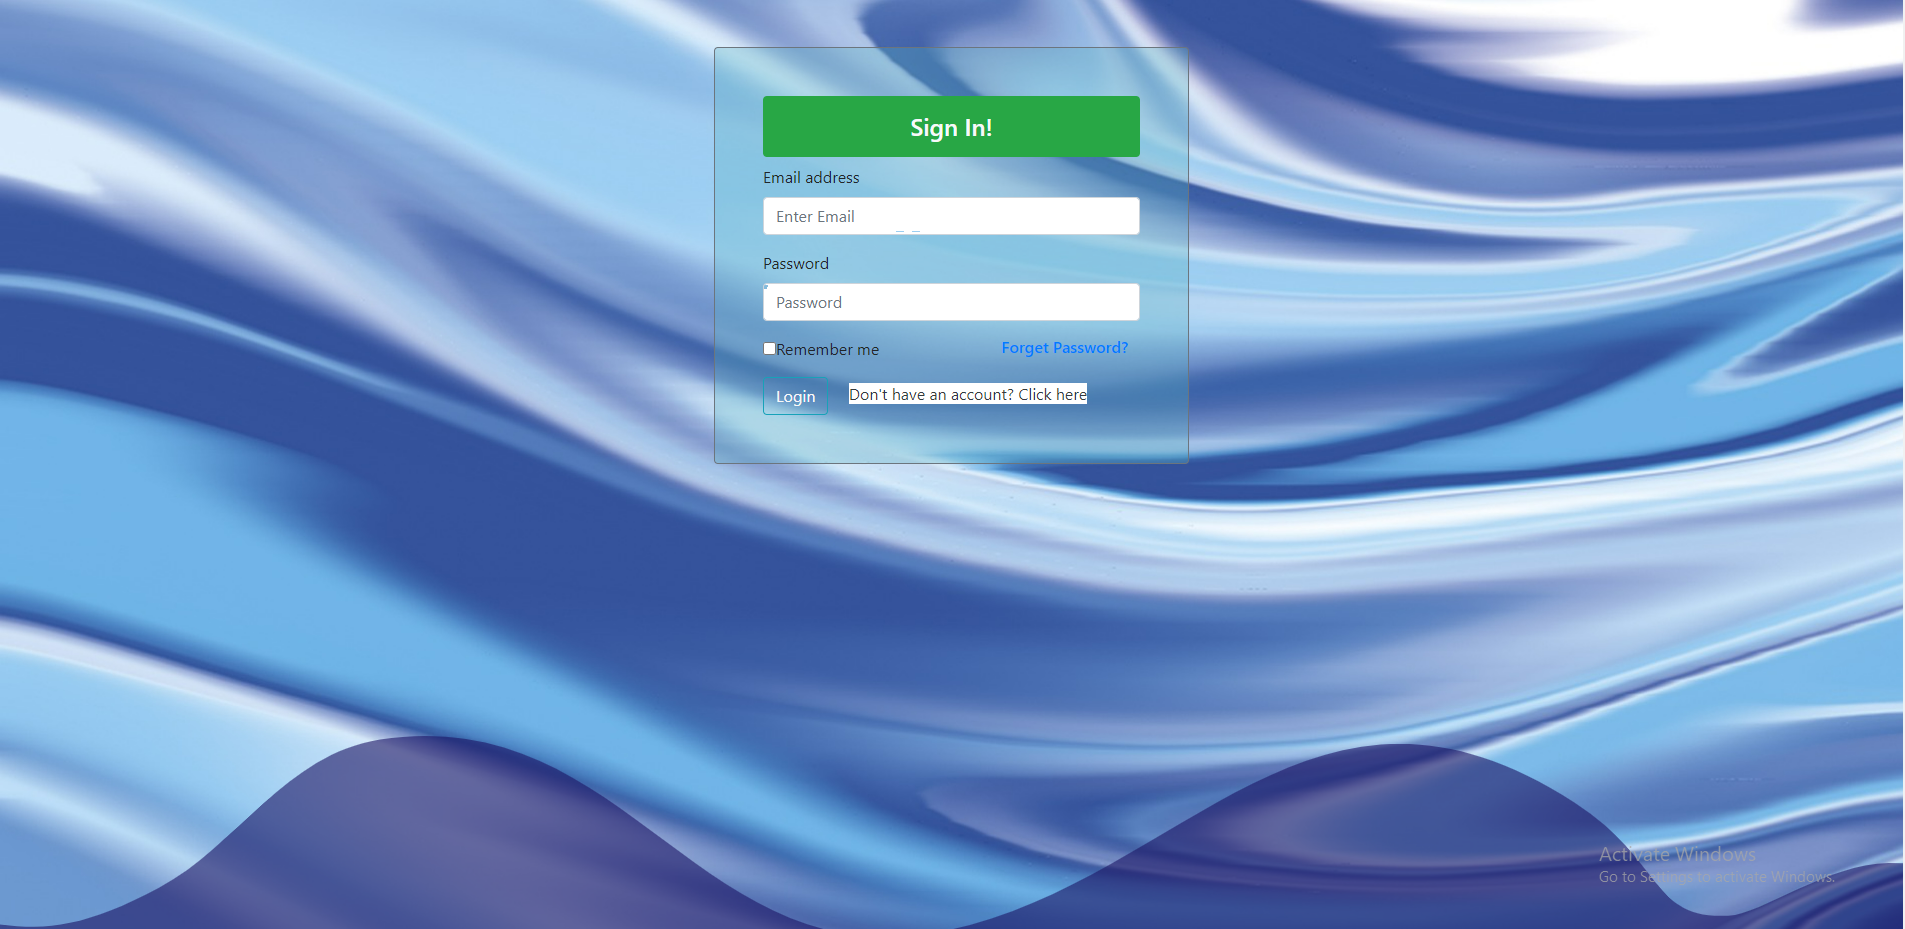 Sign In!
Email address
Enter Email
Password
Password
Remember me
Forget Password?
Login
Don't have an account? Click here
Activate Windows
Go to Settings to activate Windows.